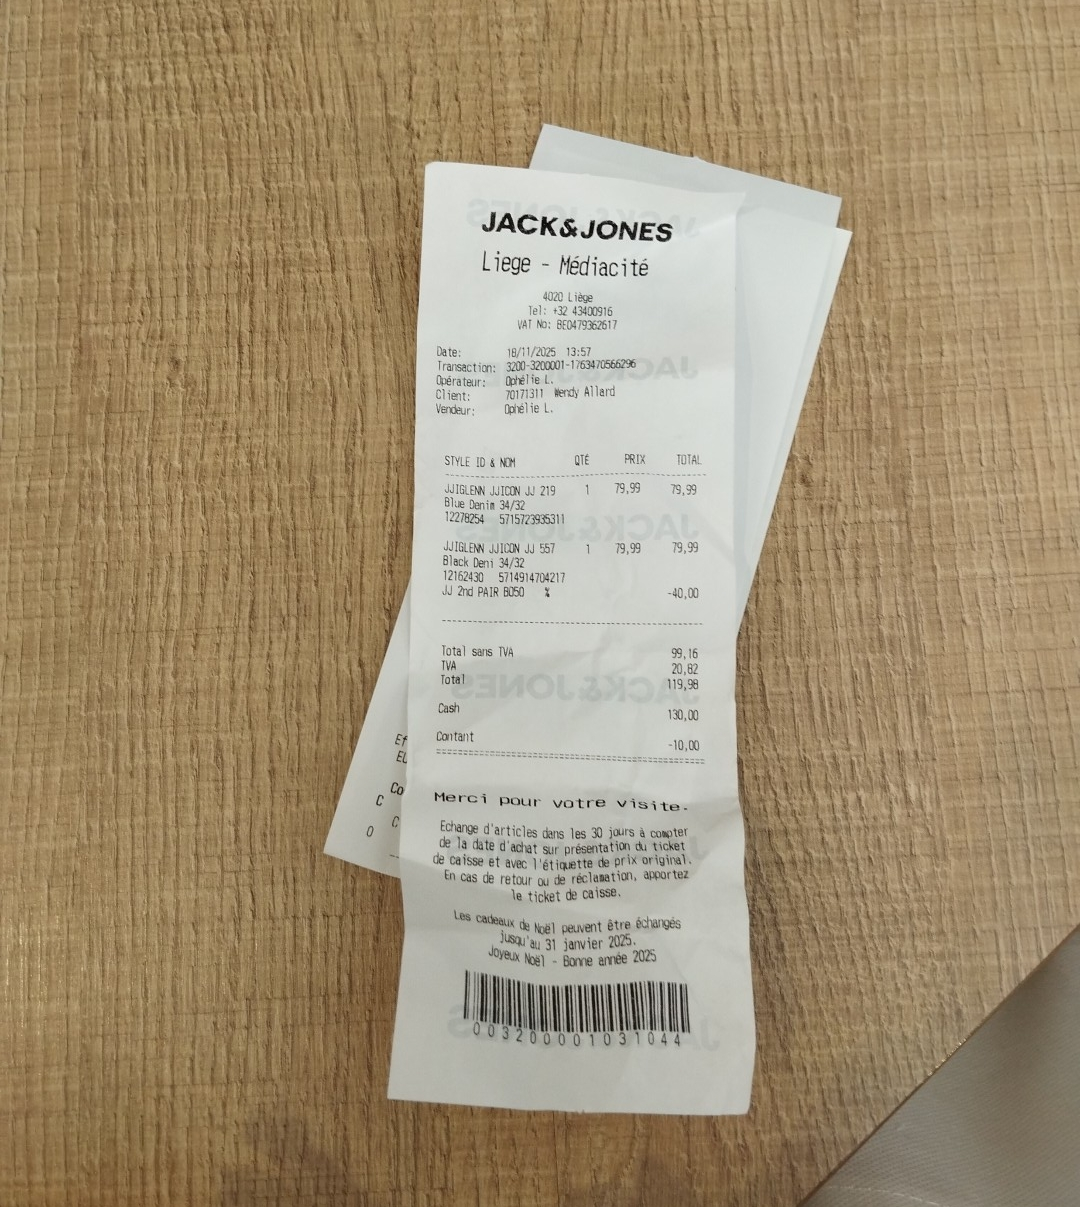 JACK&JONES
Liege - Médiacité
4020 Liège
Tel: +32 43400916
VAT No: BE0479362617
Date: 18/11/2025 13:57
Transaction: 3200-3200001-1763470566296
Opérateur: Ophélie L.
Client: 70171311 Wendy Allard
Vendeur: Ophélie L.
STYLE ID & NOM QTÉ PRIX TOTAL
JJIGLENN JJICON JJ 219 1 79,99 79,99
Blue Denim 34/32
12278254 5715723935311
JJIGLENN JJICON JJ 557 1 79,99 79,99
Black Deni 34/32
12162430 5714914704217
JJ 2nd PAIR BO50 % -40,00
Total sans TVA 99,16
TVA 20,82
Total 119,98
Cash 130,00
Contant -10,00
Merci pour votre visite.
Echange d'articles dans les 30 jours à compter
de la date d'achat sur présentation du ticket
de caisse et avec l'étiquette de prix original.
En cas de retour ou de réclamation, apportez
le ticket de caisse.
Les cadeaux de Noël peuvent être échangés
jusqu'au 31 janvier 2025.
Joyeux Noël - Bonne année 2025
003200001031044
Ef
EU
Co
C
C
O